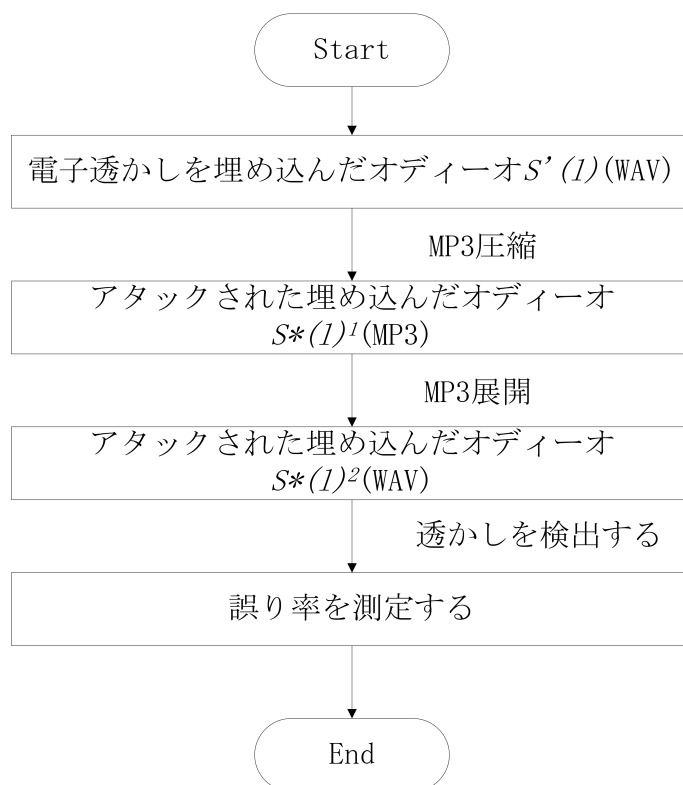 Start
電子透かしを埋め込んだオディーオS’(1)(WAV)
MP3圧縮
アタックされた埋め込んだオディーオ
S*(1)¹(MP3)
MP3展開
アタックされた埋め込んだオディーオ
S*(1)²(WAV)
透かしを検出する
誤り率を測定する
End